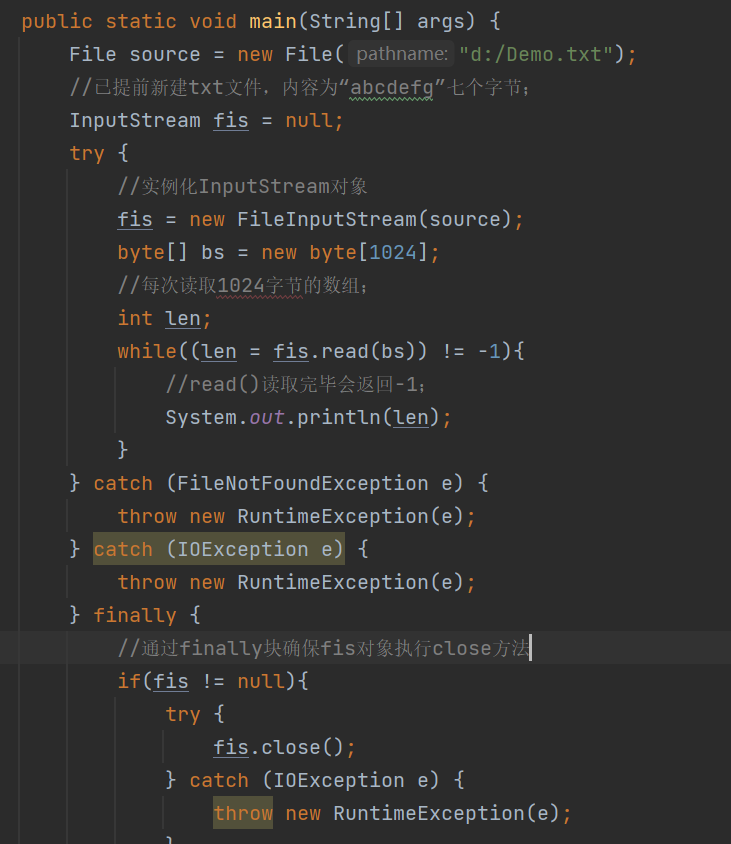 public static void main(String[] args) {
File source = new File( pathname: "d:/Demo.txt");
//已提前新建txt文件，内容为“abcdefg”七个字节；
InputStream fis = null;
try {
//实例化InputStream对象
fis = new FileInputStream(source);
byte[] bs = new byte[1024];
//每次读取1024字节的数组；
int len;
while((len = fis.read(bs)) != -1){
//read()读取完毕会返回-1；
System.out.println(len);
}
} catch (FileNotFoundException e) {
throw new RuntimeException(e);
} catch (IOException e) {
throw new RuntimeException(e);
} finally {
//通过finally块确保fis对象执行close方法
if(fis != null){
try {
fis.close();
} catch (IOException e) {
throw new RuntimeException(e);
}